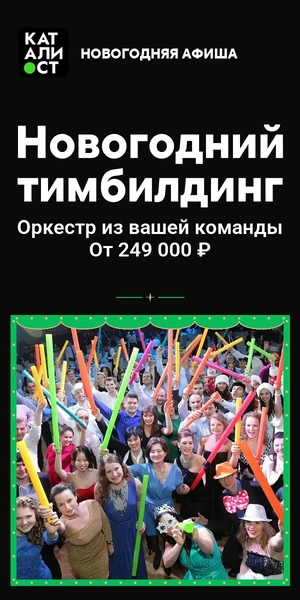 КАТ
АЛИ
ОСТ
НОВОГОДНЯЯ АФИША
Новогодний
тимбилдинг
Оркестр из вашей команды
От 249 000 ₽